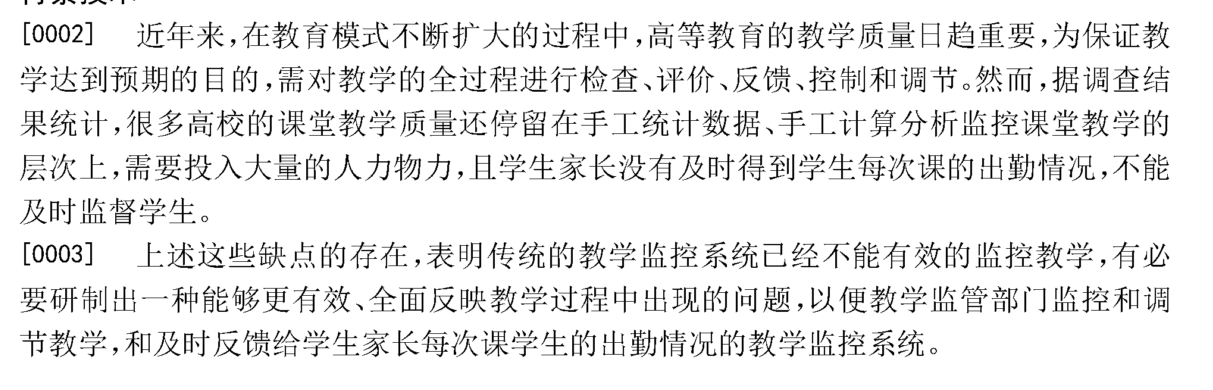 [0002] 近年来,在教育模式不断扩大的过程中,高等教育的教学质量日趋重要,为保证教
学达到预期的目的,需对教学的全过程进行检查、评价、反馈、控制和调节。然而,据调查结
果统计,很多高校的课堂教学质量还停留在手工统计数据、手工计算分析监控课堂教学的
层次上,需要投入大量的人力物力,且学生家长没有及时得到学生每次课的出勤情况,不能
及时监督学生。
[0003] 上述这些缺点的存在,表明传统的教学监控系统已经不能有效的监控教学,有必
要研制出一种能够更有效、全面反映教学过程中出现的问题,以便教学监管部门监控和调
节教学,和及时反馈给学生家长每次课学生的出勤情况的教学监控系统。